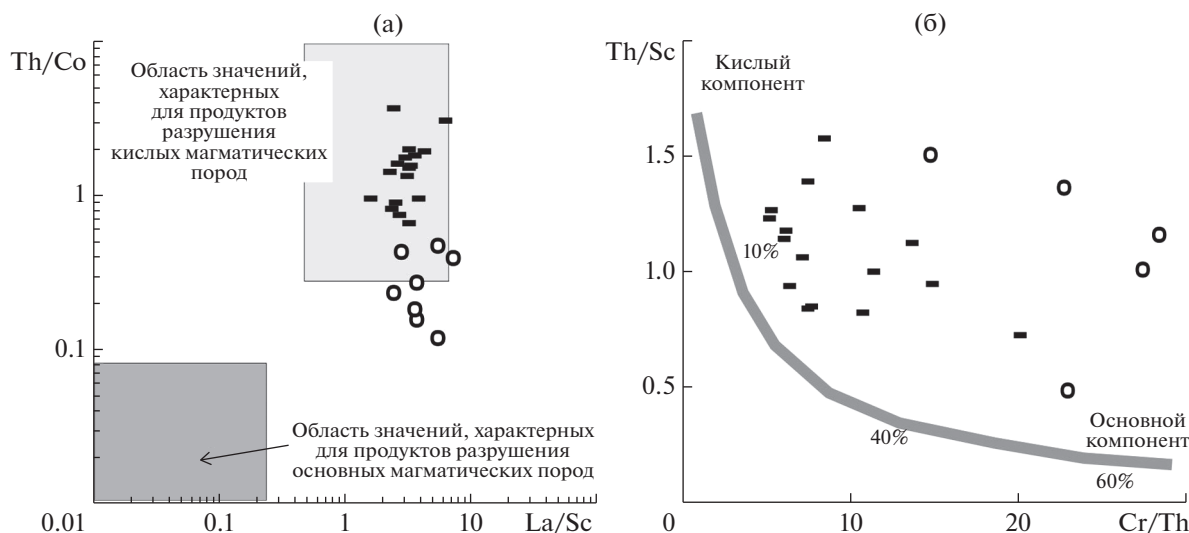 (а)
Th/Co
Область значений,
характерных
для продуктов
разрушения
кислых магматических
пород
1
0.1
Область значений, характерных
для продуктов разрушения
основных магматических пород
0.01
0.1
1
10
La/Sc
(б)
Th/Sc
Кислый
компонент
1.5
10%
1.0
0.5
Основной
компонент
40%
60%
0
10
20
Cr/Th